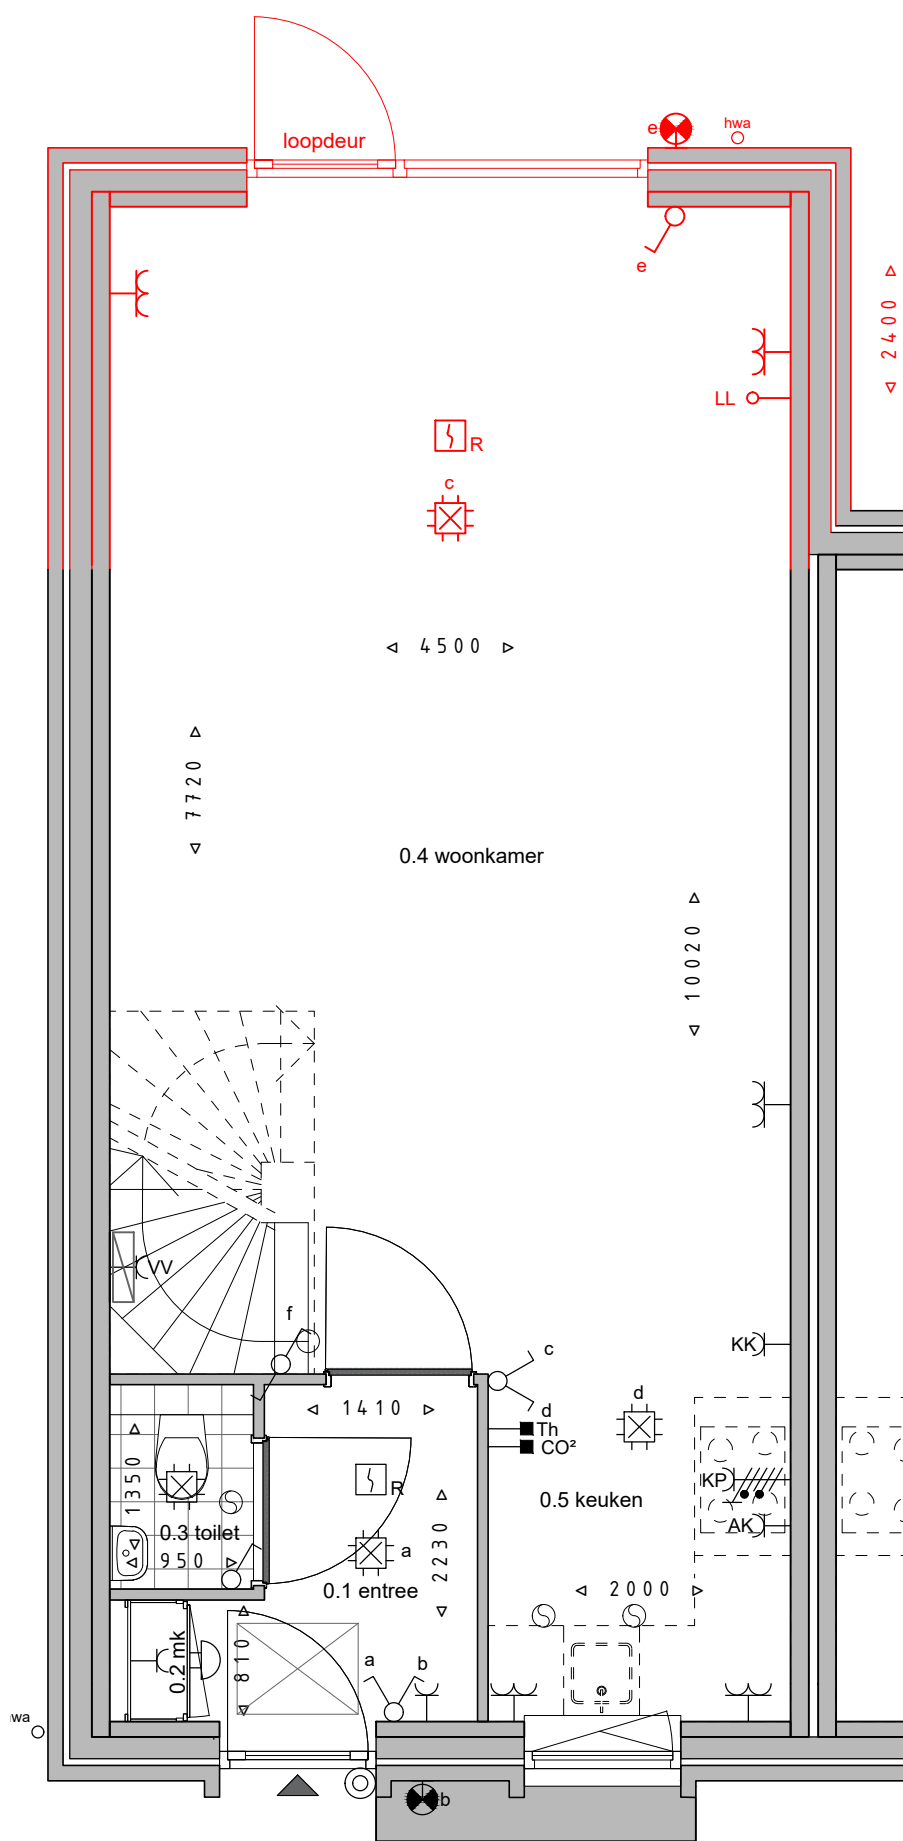 loopdeur
e
hwa
e
2400
LL
R
c
4500
7720
0.4 woonkamer
10020
VV
f
KK
c
d
d
1410
Th
CO²
1350
R
KP
0.5 keuken
AK
0.3 toilet
a
950
2230
0.1 entree
2000
0.2 mk
810
a
b
wa
b